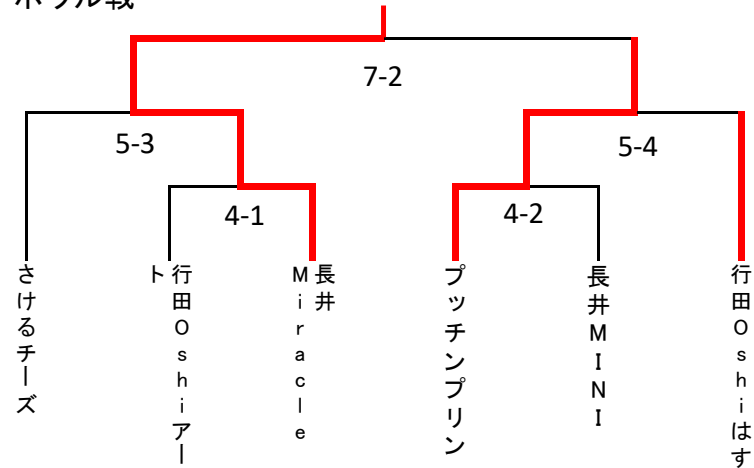 7-2
5-3
5-4
4-1
4-2
さけるチーズ
行田Oshiアート
長井Miracle
プッチンプリン
長井MINI
行田Oshiはす